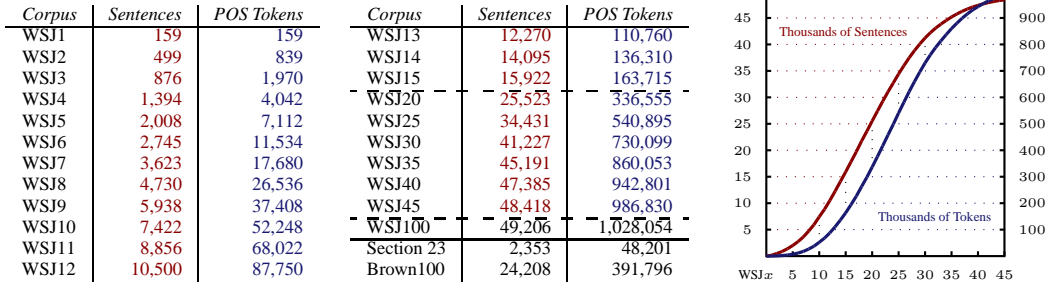 Corpus Sentences POS Tokens
WSJ1 159 159
WSJ2 499 839
WSJ3 876 1,970
WSJ4 1,394 4,042
WSJ5 2,008 7,112
WSJ6 2,745 11,534
WSJ7 3,623 17,680
WSJ8 4,730 26,536
WSJ9 5,938 37,408
WSJ10 7,422 52,248
WSJ11 8,856 68,022
WSJ12 10,500 87,750
Corpus Sentences POS Tokens
WSJ13 12,270 110,760
WSJ14 14,095 136,310
WSJ15 15,922 163,715
WSJ20 25,523 336,555
WSJ25 34,431 540,895
WSJ30 41,227 730,099
WSJ35 45,191 860,053
WSJ40 47,385 942,801
WSJ45 48,418 986,830
WSJ100 49,206 1,028,054
Section 23 2,353 48,201
Brown100 24,208 391,796
45 900
Thousands of Sentences
40 800
35 700
30 600
25 500
20 400
15 300
10 200
Thousands of Tokens
5 100
WSJx 5 10 15 20 25 30 35 40 45